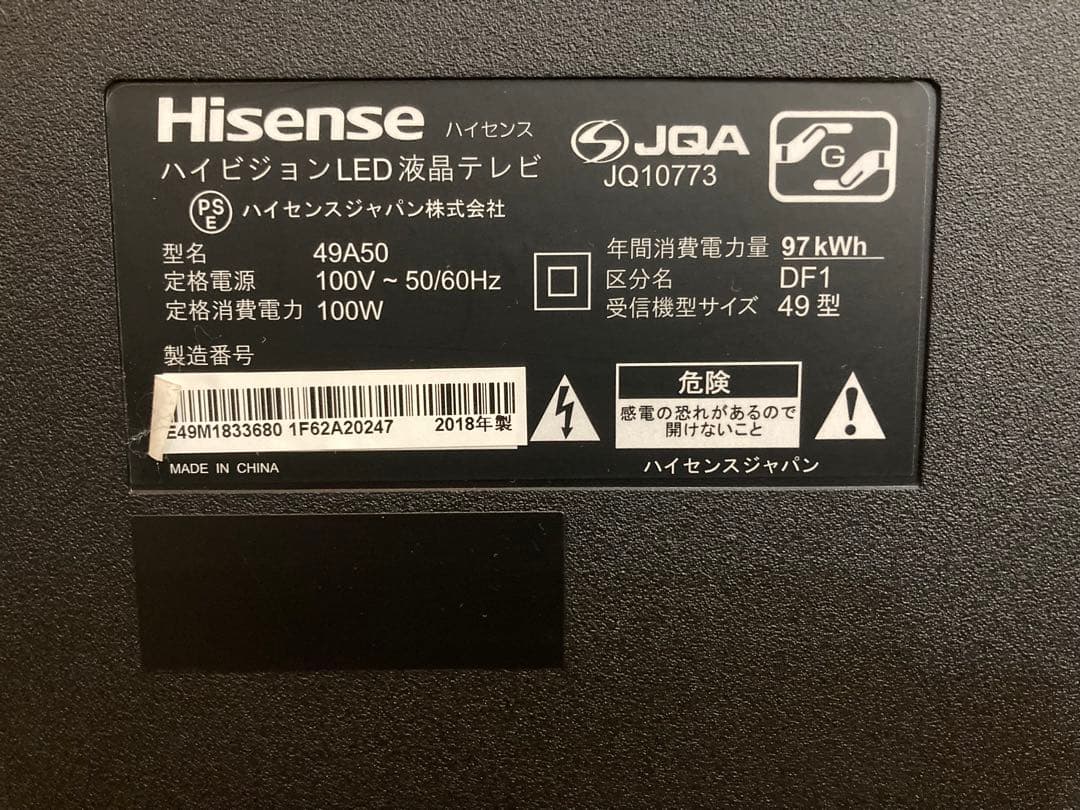 Hisense ハイセンス
ハイビジョンLED液晶テレビ
PSE ハイセンスジャパン株式会社
JQA
JQ10773
G
型名 49A50
定格電源 100V ~ 50/60Hz
定格消費電力 100W
年間消費電力量 97kWh
区分名 DF1
受信機型サイズ 49型
製造番号
E49M1833680 1F62A20247 2018年製
MADE IN CHINA
危険
感電の恐れがあるので
開けないこと
ハイセンスジャパン